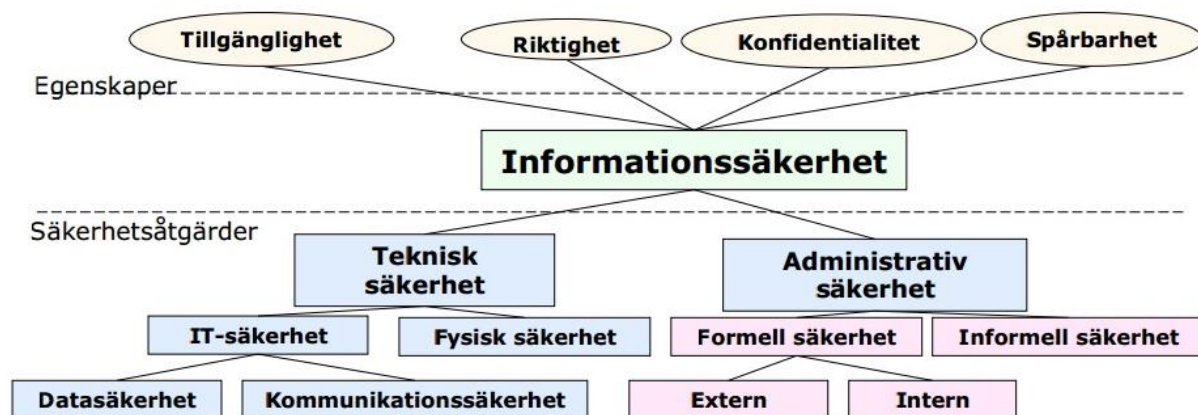 Tillgänglighet
Riktighet
Konfidentialitet
Spårbarhet
Egenskaper
Informationssäkerhet
Säkerhetsåtgärder
Teknisk
säkerhet
Administrativ
säkerhet
IT-säkerhet
Fysisk säkerhet
Formell säkerhet
Informell säkerhet
Datasäkerhet
Kommunikationssäkerhet
Extern
Intern